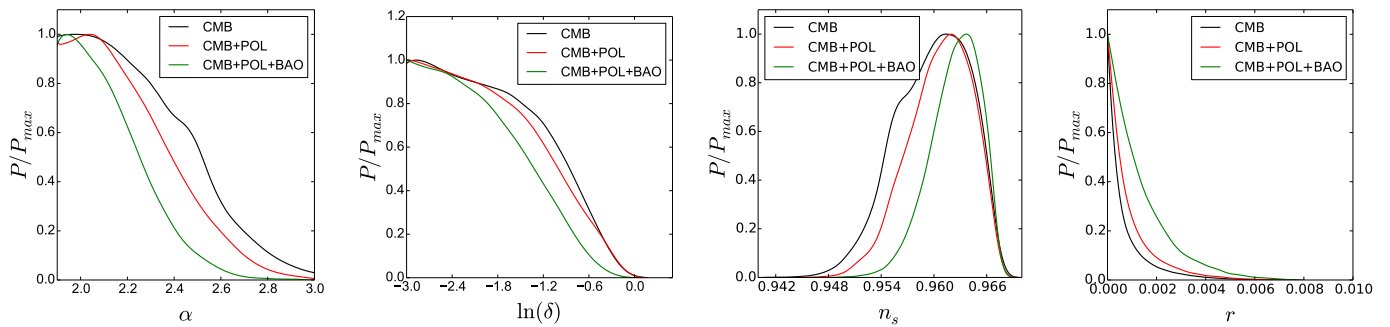 P/P_max
1.0
0.8
0.6
0.4
0.2
0.0
2.0 2.2 2.4 2.6 2.8 3.0
α
CMB
CMB+POL
CMB+POL+BAO
P/P_max
1.2
1.0
0.8
0.6
0.4
0.2
0.0
−3.0 −2.4 −1.8 −1.2 −0.6 0.0
ln(δ)
CMB
CMB+POL
CMB+POL+BAO
P/P_max
1.0
0.8
0.6
0.4
0.2
0.0
0.942 0.948 0.954 0.960 0.966
n_s
CMB
CMB+POL
CMB+POL+BAO
P/P_max
1.0
0.8
0.6
0.4
0.2
0.0
0.000 0.002 0.004 0.006 0.008 0.010
r
CMB
CMB+POL
CMB+POL+BAO